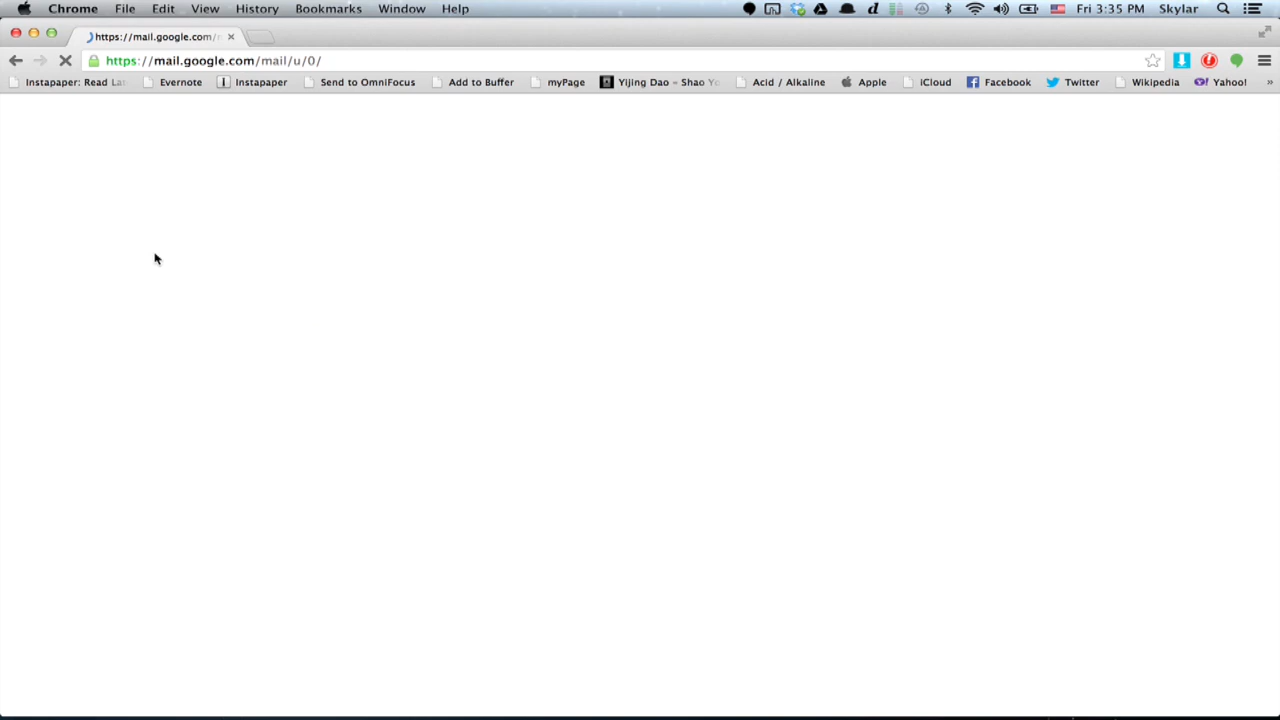 Chrome File Edit View History Bookmarks Window Help d Fri 3:35 PM Skylar
https://mail.google.com/
https://mail.google.com/mail/u/0/
Instapaper: Read La Evernote i Instapaper Send to OmniFocus Add to Buffer myPage Yijing Dao = Shao Yo Acid / Alkaline Apple iCloud Facebook Twitter Wikipedia Yahoo! »